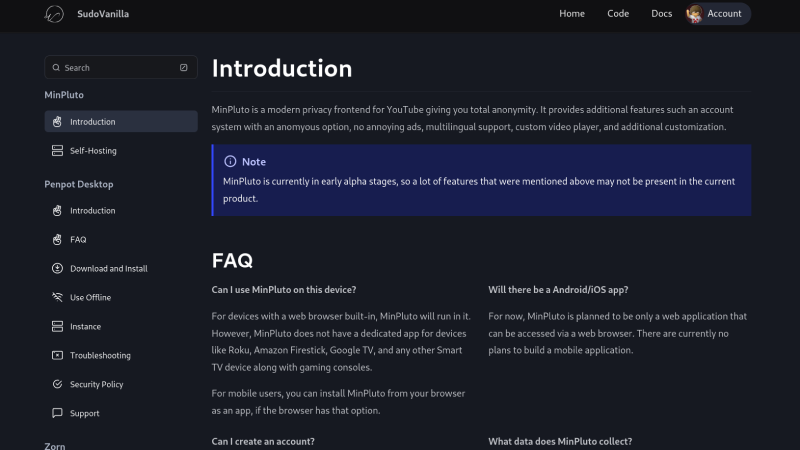 SudoVanilla
Home
Code
Docs
Account
Search
MinPluto
Introduction
Self-Hosting
Penpot Desktop
Introduction
FAQ
Download and Install
Use Offline
Instance
Troubleshooting
Security Policy
Support
Zorn
Introduction
MinPluto is a modern privacy frontend for YouTube giving you total anonymity. It provides additional features such an account
system with an anomyous option, no annoying ads, multilingual support, custom video player, and additional customization.
Note
MinPluto is currently in early alpha stages, so a lot of features that were mentioned above may not be present in the current
product.
FAQ
Can I use MinPluto on this device?
For devices with a web browser built-in, MinPluto will run in it.
However, MinPluto does not have a dedicated app for devices
like Roku, Amazon Firestick, Google TV, and any other Smart
TV device along with gaming consoles.
For mobile users, you can install MinPluto from your browser
as an app, if the browser has that option.
Will there be a Android/iOS app?
For now, MinPluto is planned to be only a web application that
can be accessed via a web browser. There are currently no
plans to build a mobile application.
Can I create an account?
What data does MinPluto collect?